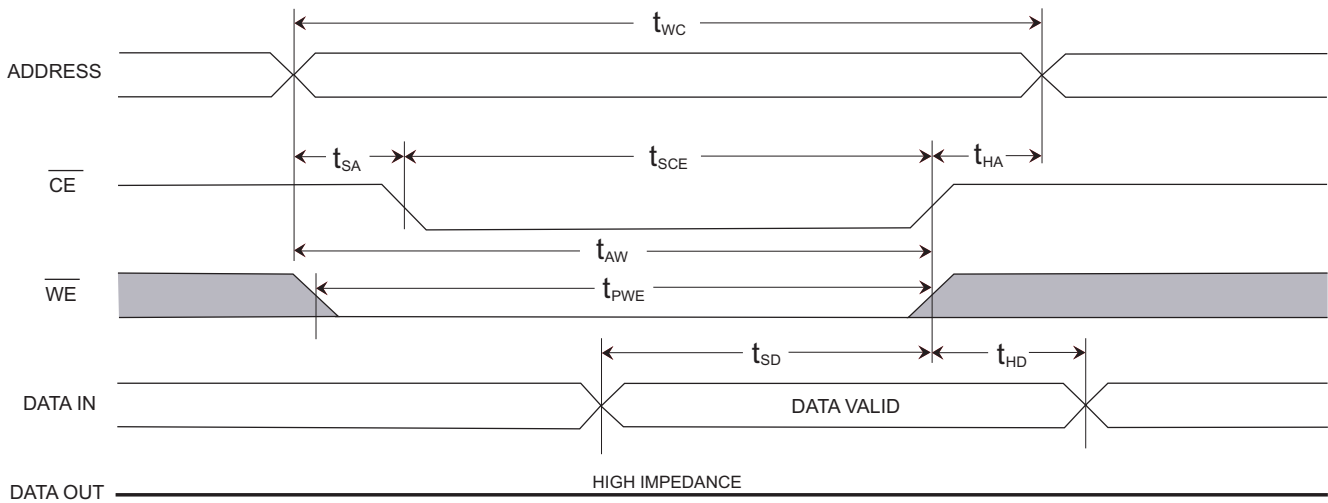 tWC
ADDRESS
tSA
tSCE
tHA
CE
tAW
WE
tPWE
tSD
tHD
DATA IN
DATA VALID
DATA OUT
HIGH IMPEDANCE